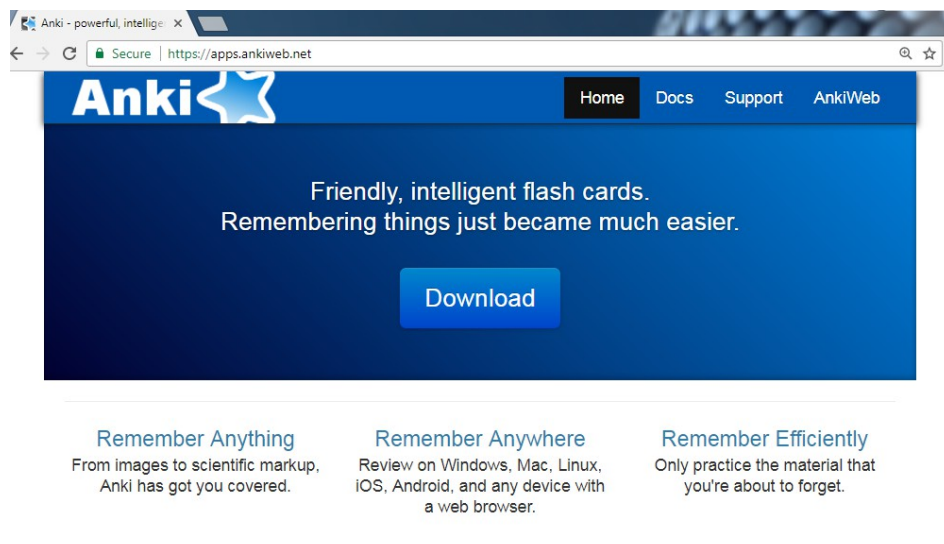 Anki - powerful, intellige
Secure | https://apps.ankiweb.net
Anki
Home Docs Support AnkiWeb
Friendly, intelligent flash cards.
Remembering things just became much easier.
Download
Remember Anything
From images to scientific markup,
Anki has got you covered.
Remember Anywhere
Review on Windows, Mac, Linux,
iOS, Android, and any device with
a web browser.
Remember Efficiently
Only practice the material that
you're about to forget.